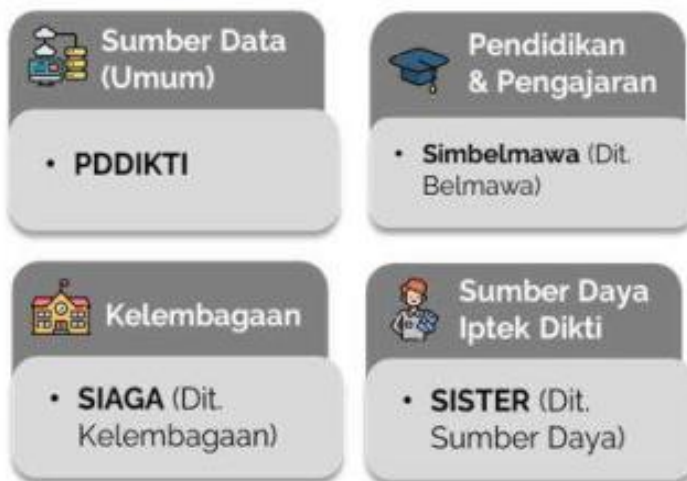 Sumber Data
(Umum)
• PDDIKTI
Pendidikan
& Pengajaran
• Simbelmawa (Dit.
Belmawa)
Kelembagaan
• SIAGA (Dit.
Kelembagaan)
Sumber Daya
Iptek Dikti
• SISTER (Dit.
Sumber Daya)